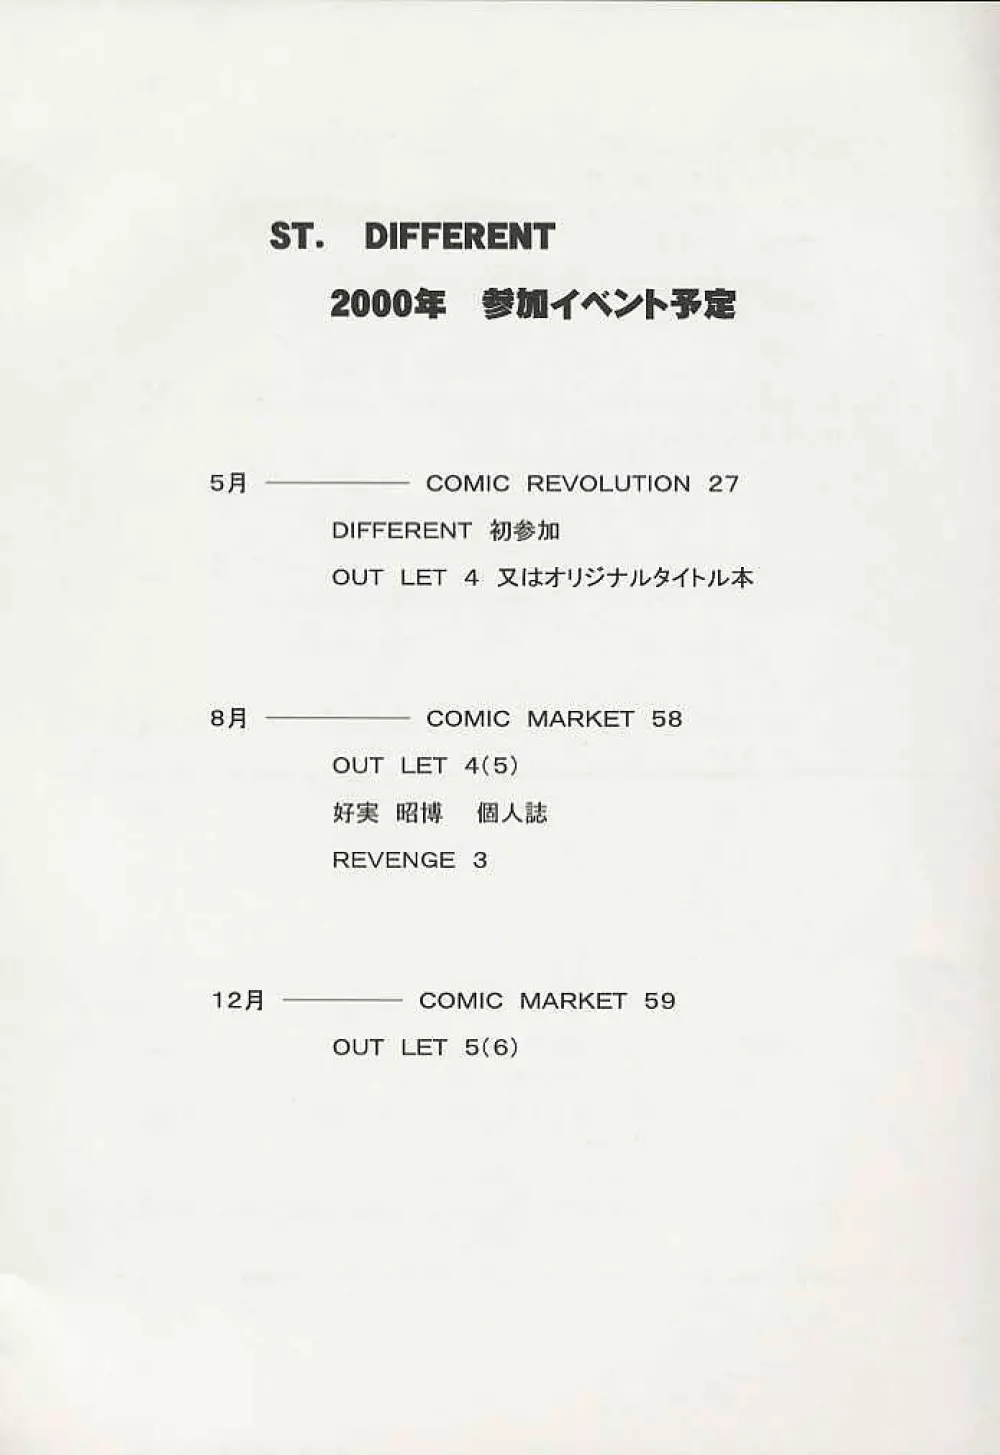 ST. DIFFERENT
2000年 参加イベント予定
5月 ――――― COMIC REVOLUTION 27
DIFFERENT 初参加
OUT LET 4 又はオリジナルタイトル本
8月 ――――― COMIC MARKET 58
OUT LET 4(5)
好実 昭博 個人誌
REVENGE 3
12月 ――――― COMIC MARKET 59
OUT LET 5(6)